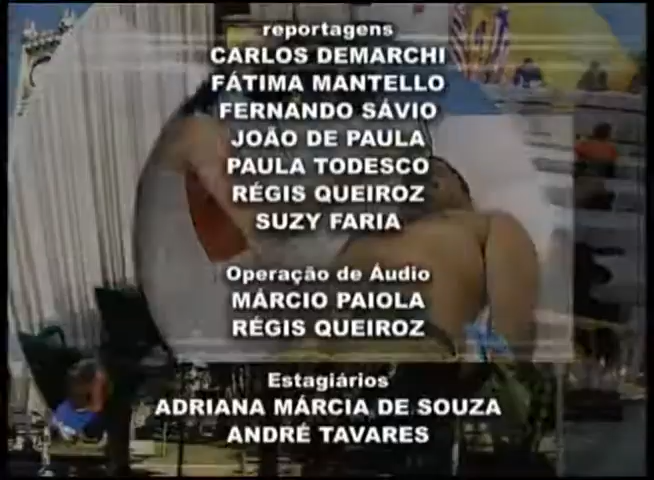 reportagens
CARLOS DEMARCHI
FÁTIMA MANTELLO
FERNANDO SÁVIO
JOÃO DE PAULA
PAULA TODESCO
RÉGIS QUEIROZ
SUZY FARIA
Operação de Áudio
MÁRCIO PAIOLA
RÉGIS QUEIROZ
Estagiários
ADRIANA MÁRCIA DE SOUZA
ANDRÉ TAVARES